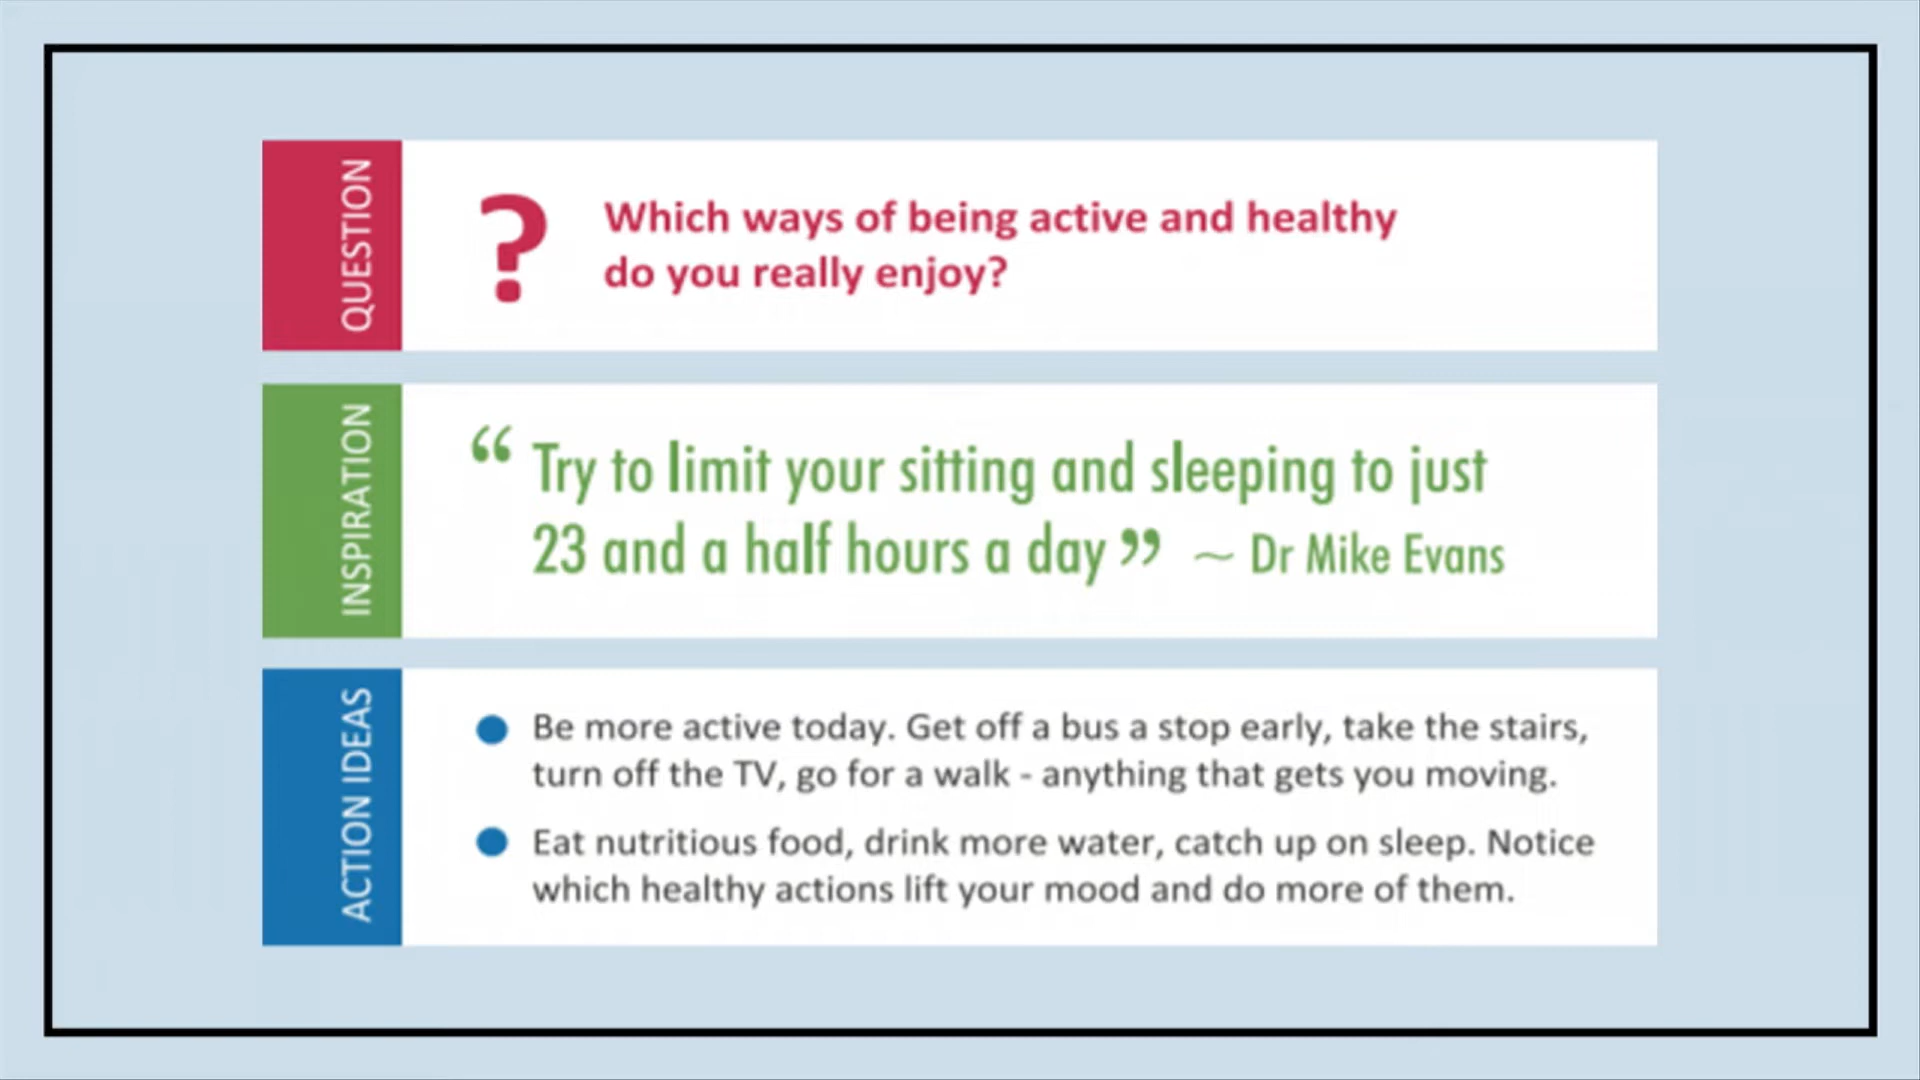 QUESTION
?
Which ways of being active and healthy
do you really enjoy?
INSPIRATION
“ Try to limit your sitting and sleeping to just
23 and a half hours a day ” ~ Dr Mike Evans
ACTION IDEAS
● Be more active today. Get off a bus a stop early, take the stairs,
turn off the TV, go for a walk - anything that gets you moving.
● Eat nutritious food, drink more water, catch up on sleep. Notice
which healthy actions lift your mood and do more of them.